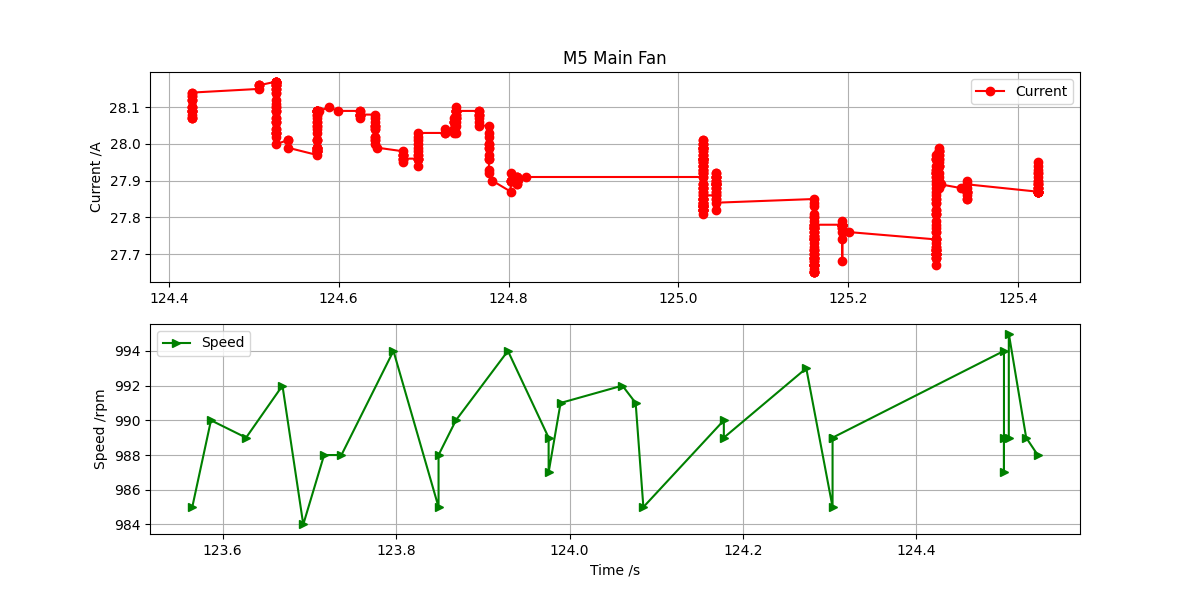 M5 Main Fan
Current /A
28.1
28.0
27.9
27.8
27.7
Current
124.4 124.6 124.8 125.0 125.2 125.4
Speed /rpm
994
992
990
988
986
984
Speed
123.6 123.8 124.0 124.2 124.4
Time /s